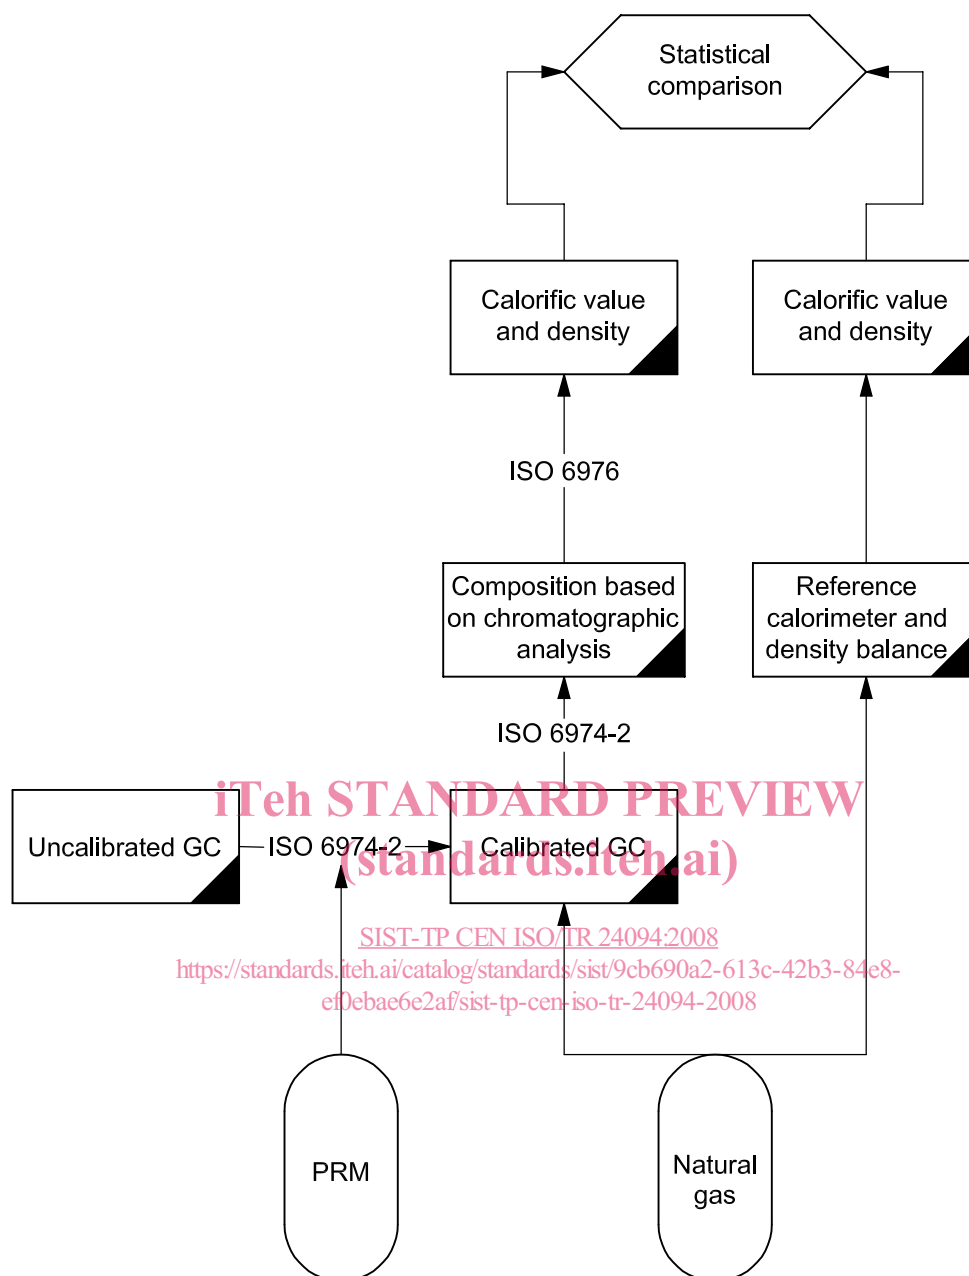 Statistical
comparison
Calorific value
and density
Calorific value
and density
ISO 6976
Composition based
on chromatographic
analysis
Reference
calorimeter and
density balance
ISO 6974-2
iTeh STANDARD PREVIEW
Uncalibrated GC
ISO 6974-2
Calibrated GC
(standards.iteh.ai)
SIST-TP CEN ISO/TR 24094:2008
https://standards.iteh.ai/catalog/standards/sist/9cb690a2-613c-42b3-84e8-
ef0ebae6e2af/sist-tp-cen-iso-tr-24094-2008
PRM
Natural
gas